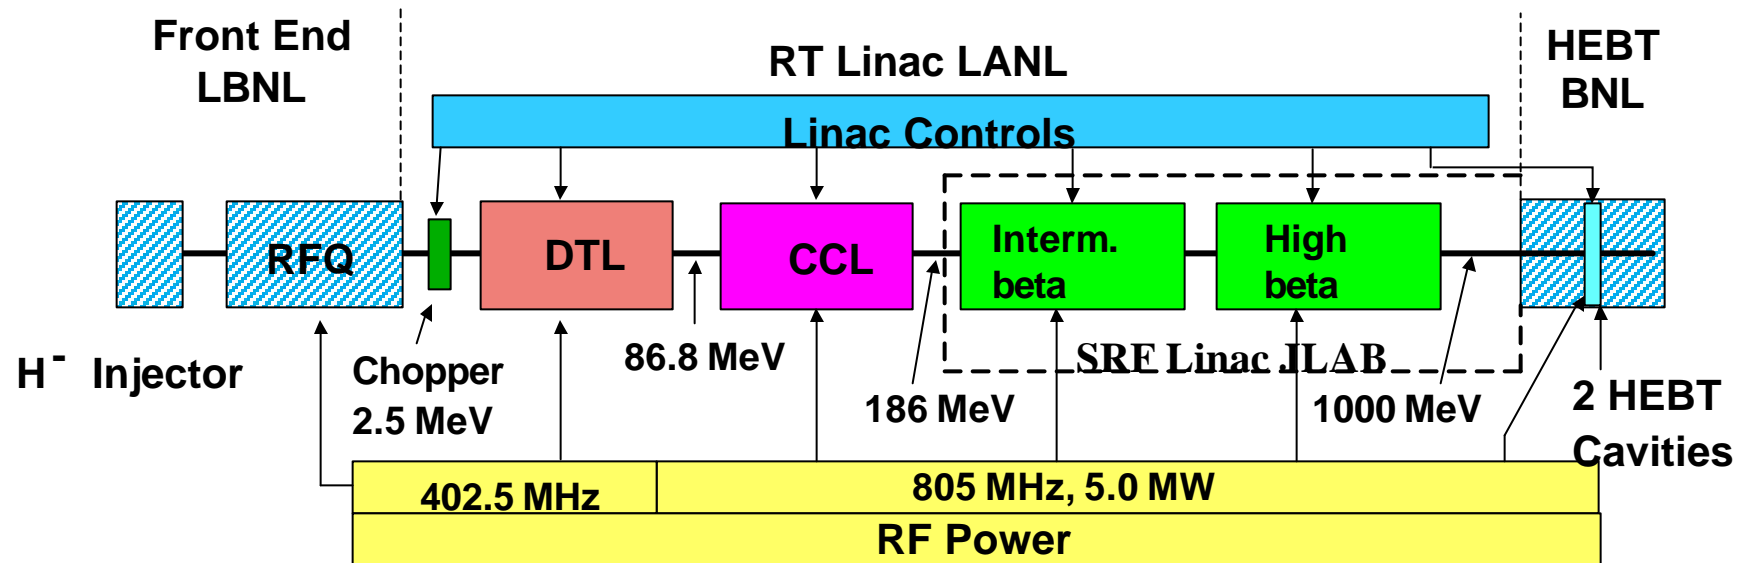 Front End
LBNL
RT Linac LANL
HEBT
BNL
Linac Controls
RFQ
DTL
CCL
Interm.
beta
High
beta
H- Injector
Chopper
2.5 MeV
86.8 MeV
186 MeV
SRF Linac JLAB
1000 MeV
2 HEBT
Cavities
402.5 MHz
805 MHz, 5.0 MW
RF Power